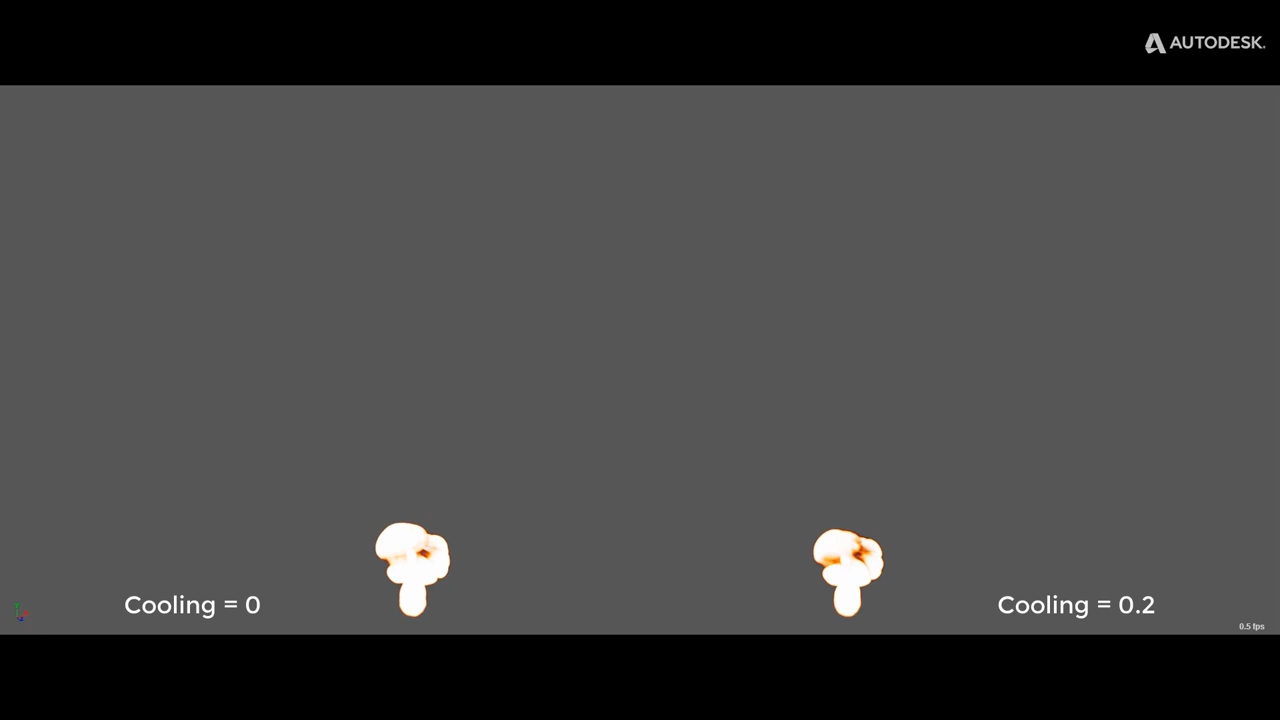 AUTODESK.
Cooling = 0
Cooling = 0.2
0.5 fps